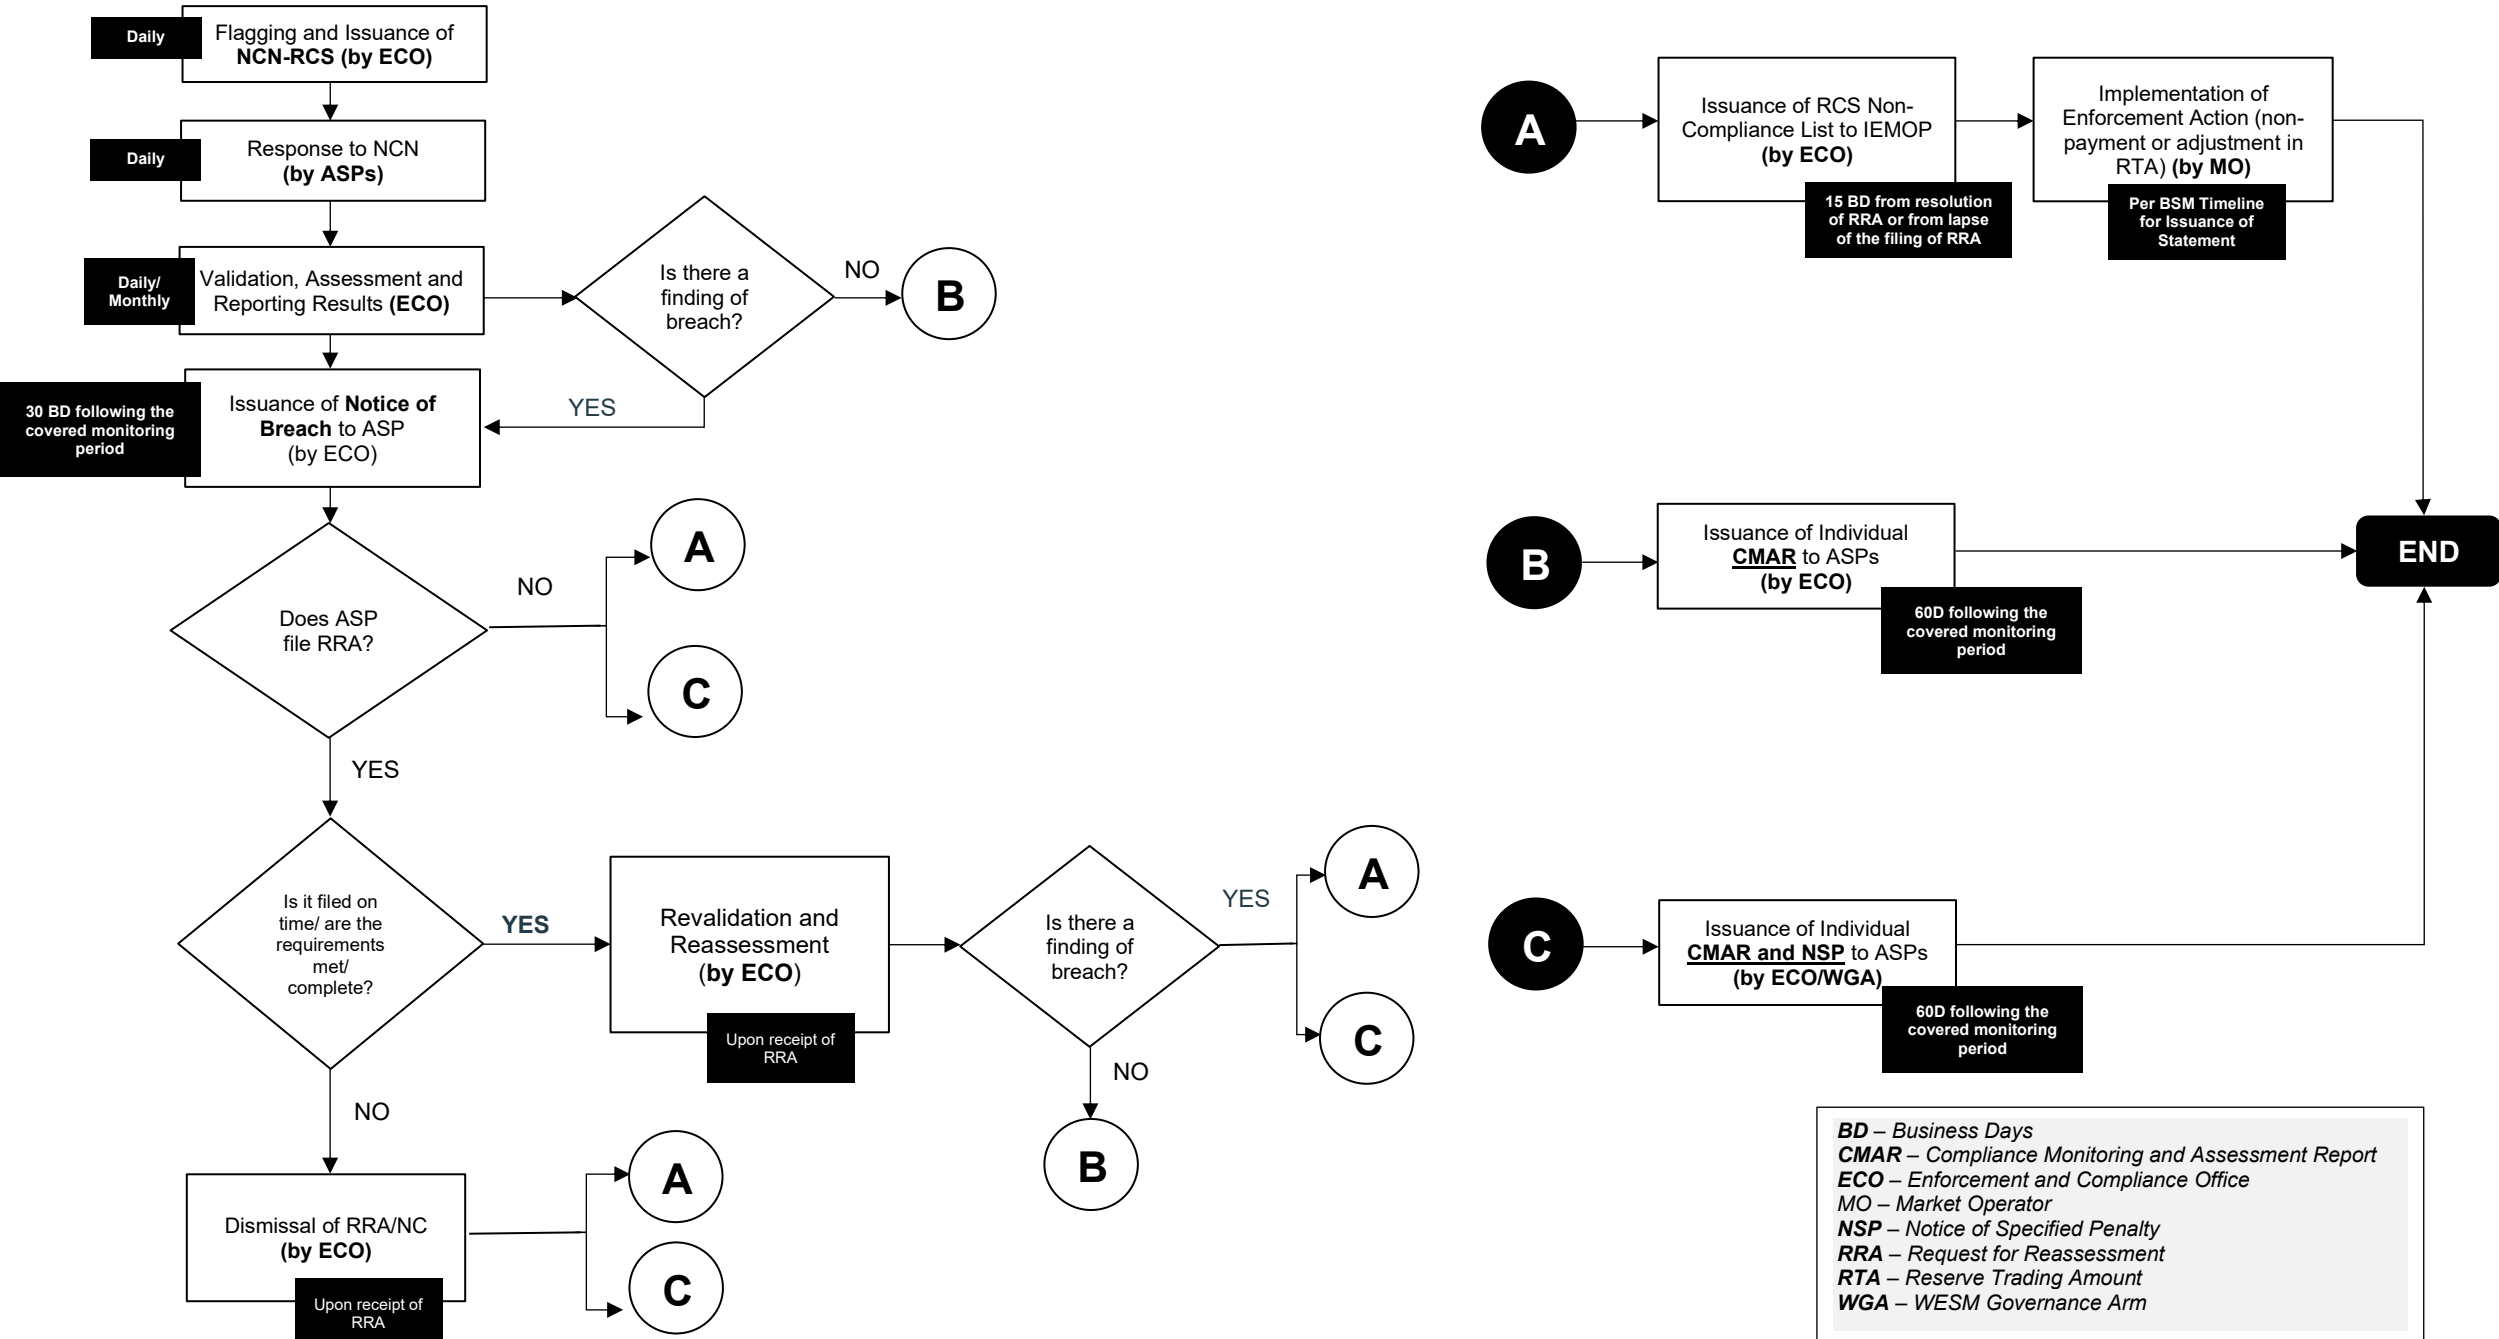 Daily
Flagging and Issuance of
NCN-RCS (by ECO)
Daily
Response to NCN
(by ASPs)
Daily/
Monthly
Validation, Assessment and
Reporting Results (ECO)
Is there a
finding of
breach?
NO
B
YES
30 BD following the
covered monitoring
period
Issuance of Notice of
Breach to ASP
(by ECO)
Does ASP
file RRA?
NO
A
C
YES
Is it filed on
time/ are the
requirements
met/
complete?
YES
Revalidation and
Reassessment
(by ECO)
Upon receipt of
RRA
Is there a
finding of
breach?
YES
A
C
NO
B
NO
Dismissal of RRA/NC
(by ECO)
Upon receipt of
RRA
A
C
A
Issuance of RCS Non-
Compliance List to IEMOP
(by ECO)
15 BD from resolution
of RRA or from lapse
of the filing of RRA
Implementation of
Enforcement Action (non-
payment or adjustment in
RTA) (by MO)
Per BSM Timeline
for Issuance of
Statement
B
Issuance of Individual
CMAR to ASPs
(by ECO)
60D following the
covered monitoring
period
END
C
Issuance of Individual
CMAR and NSP to ASPs
(by ECO/WGA)
60D following the
covered monitoring
period
BD – Business Days
CMAR – Compliance Monitoring and Assessment Report
ECO – Enforcement and Compliance Office
MO – Market Operator
NSP – Notice of Specified Penalty
RRA – Request for Reassessment
RTA – Reserve Trading Amount
WGA – WESM Governance Arm